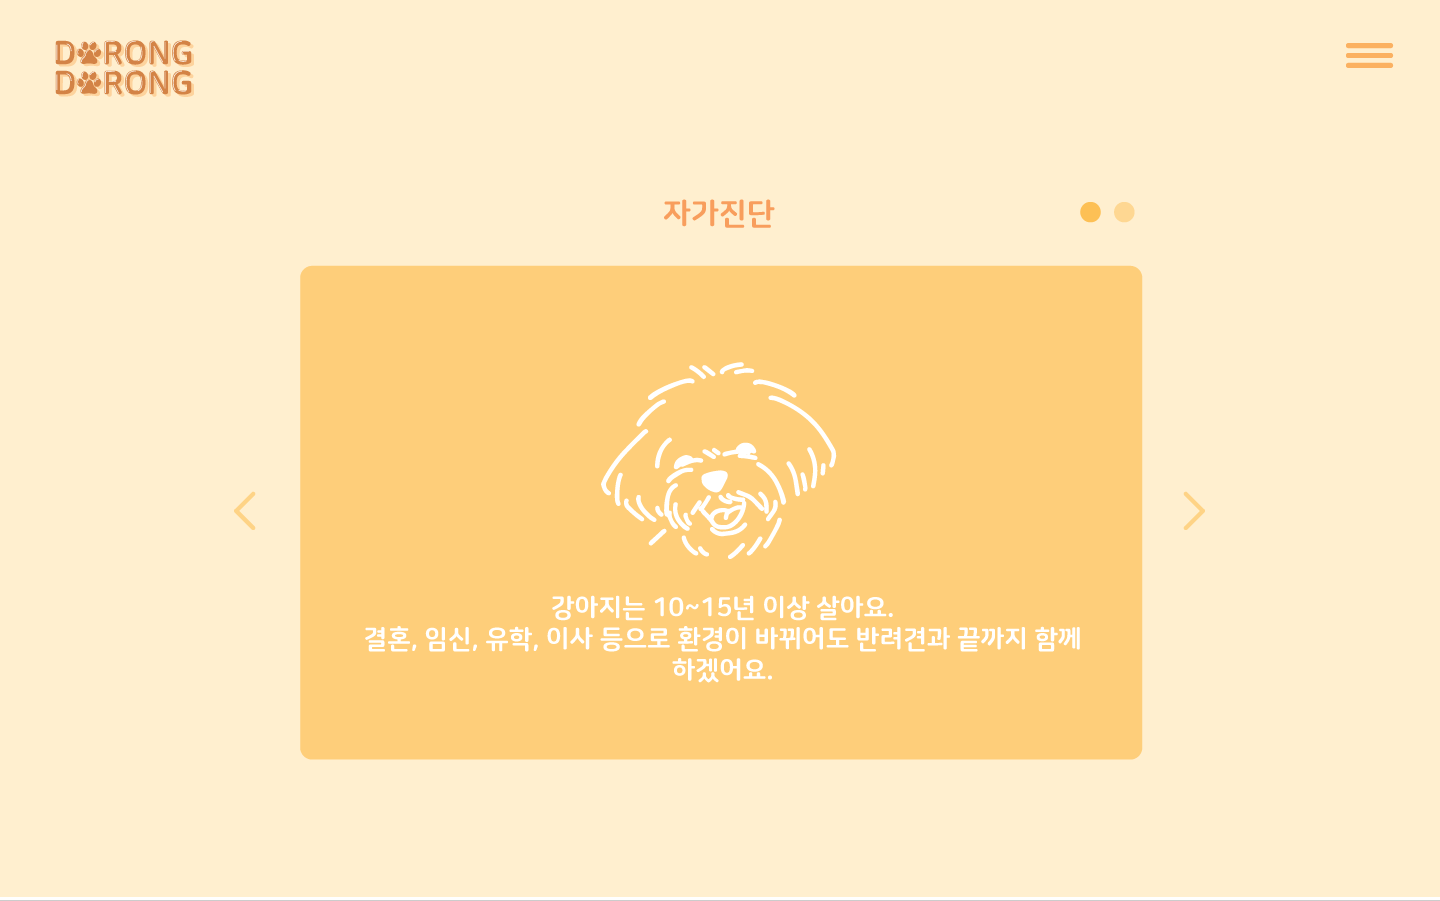 DORONG
DORONG
자가진단
강아지는 10~15년 이상 살아요.
결혼, 임신, 유학, 이사 등으로 환경이 바뀌어도 반려견과 끝까지 함께
하겠어요.